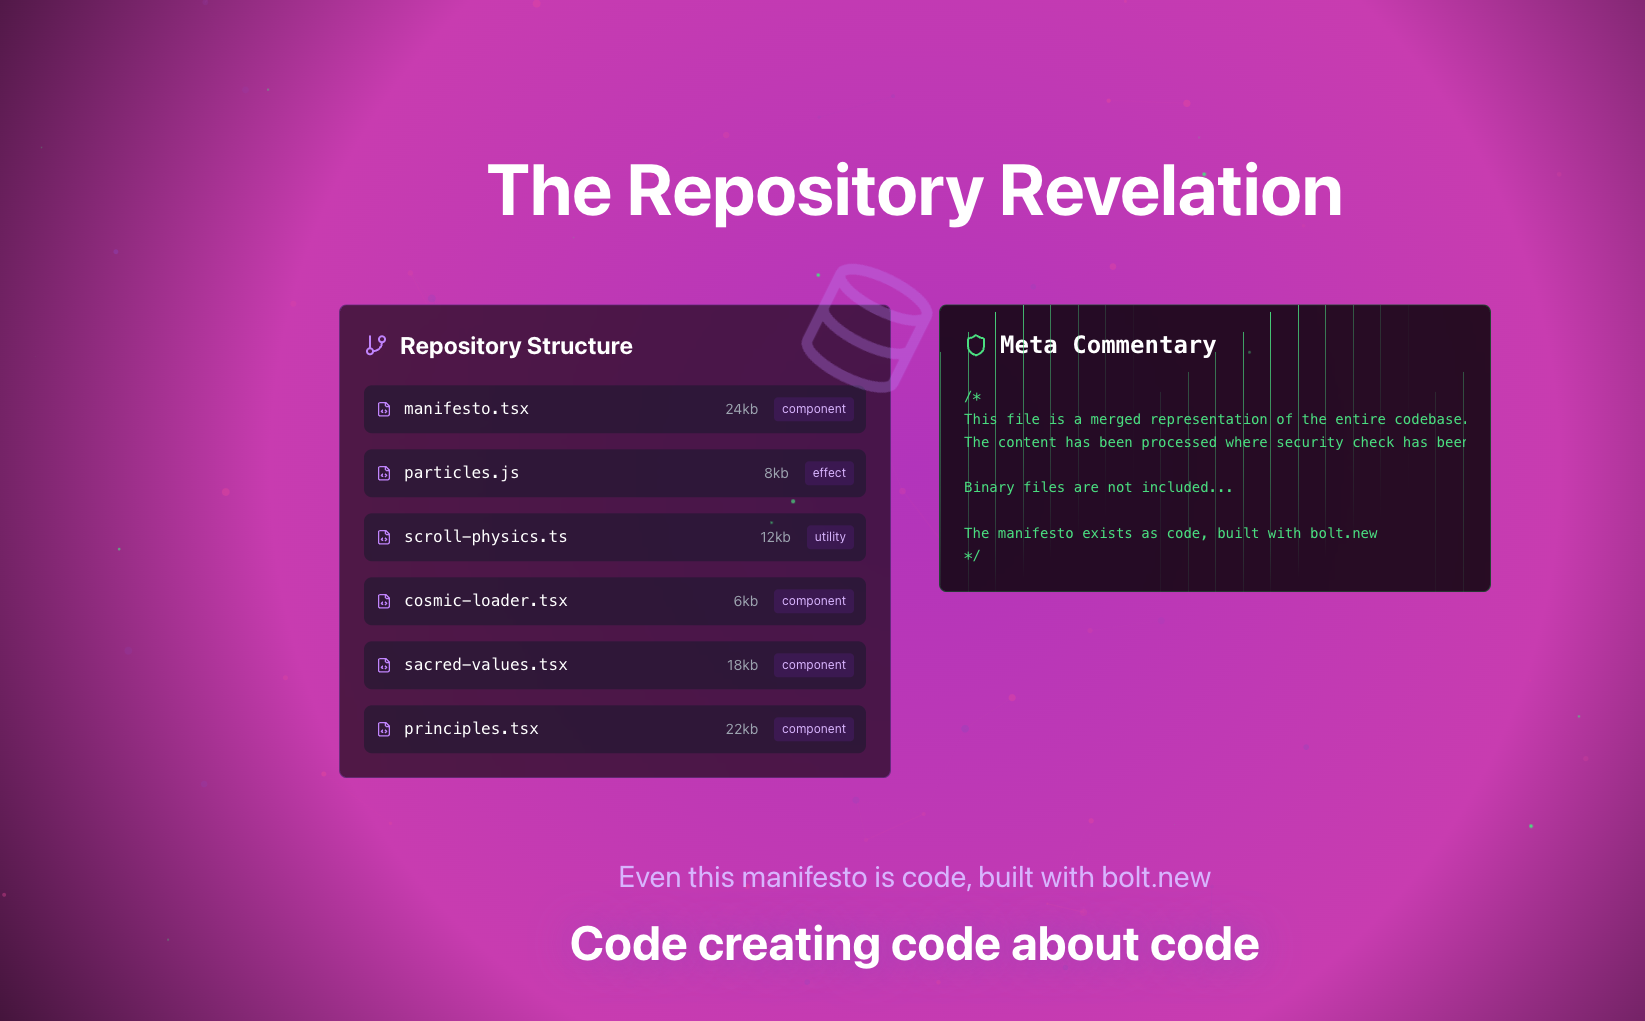 The Repository Revelation
Repository Structure
manifesto.tsx 24kb component
particles.js 8kb effect
scroll-physics.ts 12kb utility
cosmic-loader.tsx 6kb component
sacred-values.tsx 18kb component
principles.tsx 22kb component
Meta Commentary
/*
This file is a merged representation of the entire codebase.
The content has been processed where security check has been
Binary files are not included...
The manifesto exists as code, built with bolt.new
*/
Even this manifesto is code, built with bolt.new
Code creating code about code